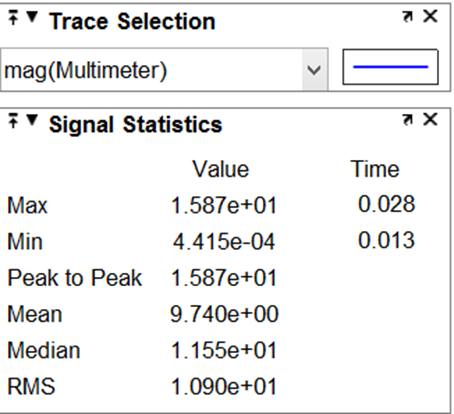 Trace Selection
mag(Multimeter)
Signal Statistics
Value Time
Max 1.587e+01 0.028
Min 4.415e-04 0.013
Peak to Peak 1.587e+01
Mean 9.740e+00
Median 1.155e+01
RMS 1.090e+01